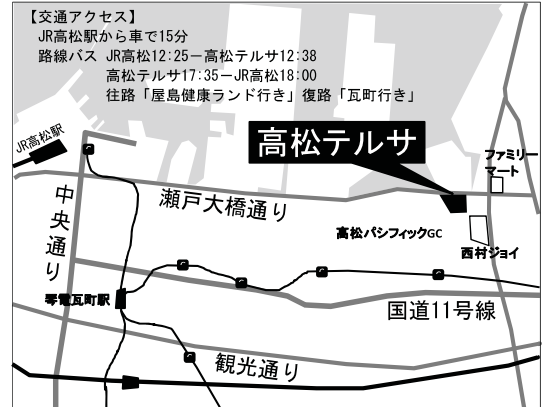 【交通アクセス】
JR高松駅から車で15分
路線バス JR高松12:25−高松テルサ12:38
高松テルサ17:35−JR高松18:00
往路「屋島健康ランド行き」復路「瓦町行き」
JR高松駅
高松テルサ
ファミリー
マート
中央通り
瀬戸大橋通り
高松パシフィックGC
西村ジョイ
琴電瓦町駅
国道11号線
観光通り